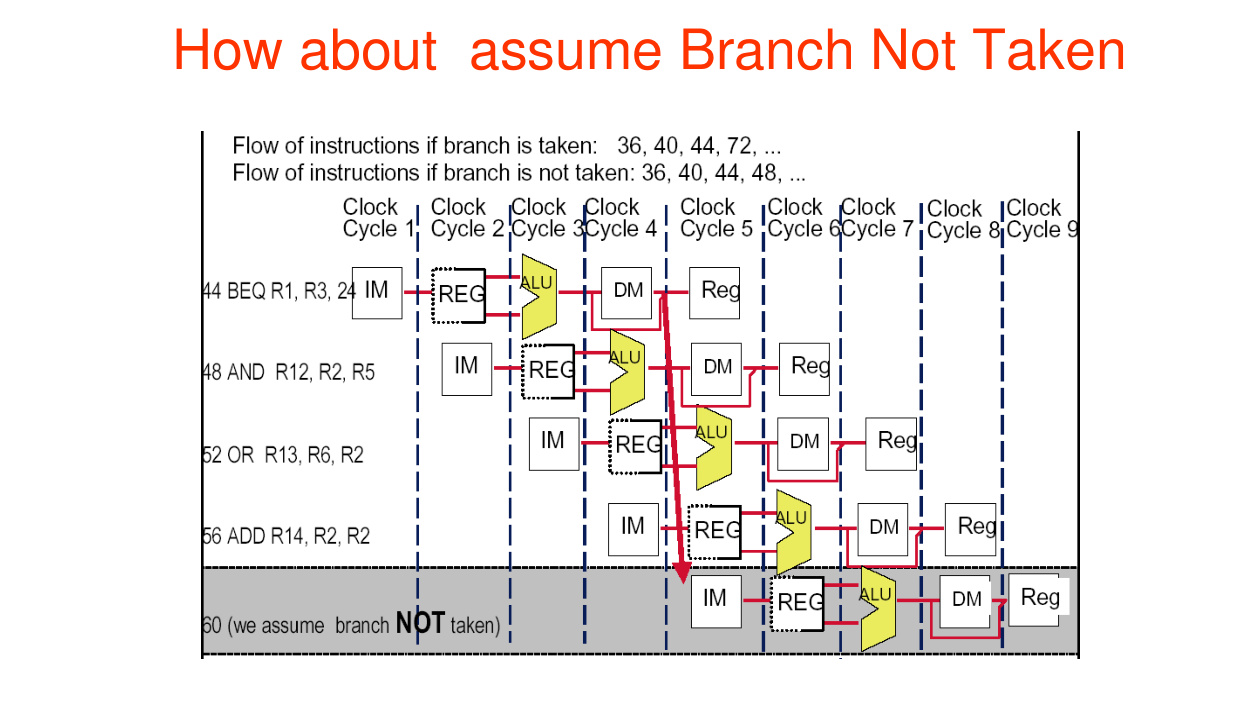 How about  assume Branch Not Taken
Flow of instructions if branch is taken:   36, 40, 44, 72, ...
Flow of instructions if branch is not taken: 36, 40, 44, 48, ...
Clock Cycle 1
Clock Cycle 2
Clock Cycle 3
Clock Cycle 4
Clock Cycle 5
Clock Cycle 6
Clock Cycle 7
Clock Cycle 8
Clock Cycle 9
44 BEQ R1, R3, 24 IM REG ALU DM Reg
48 AND  R12, R2, R5 IM REG ALU DM Reg
52 OR  R13, R6, R2 IM REG ALU DM Reg
56 ADD R14, R2, R2 IM REG ALU DM Reg
60 (we assume  branch NOT taken) IM REG ALU DM Reg